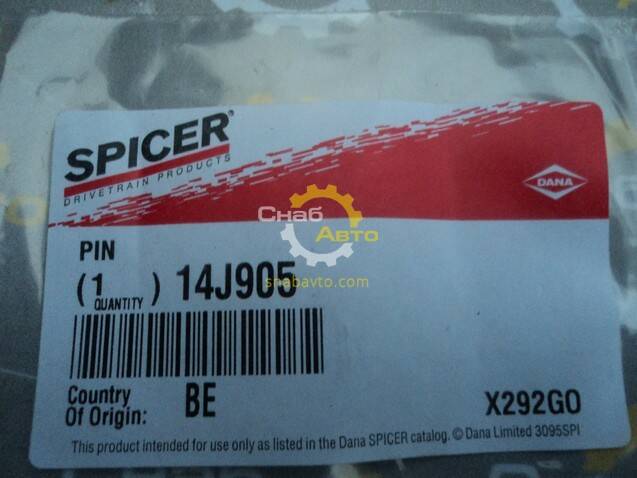 SPICER®
DRIVETRAIN PRODUCTS
DANA
Снаб Авто
snabavto.com
PIN
(1) 14J905
QUANTITY
Country Of Origin: BE
X292GO
This product intended for use only as listed in the Dana SPICER catalog. © Dana Limited 3095SPI